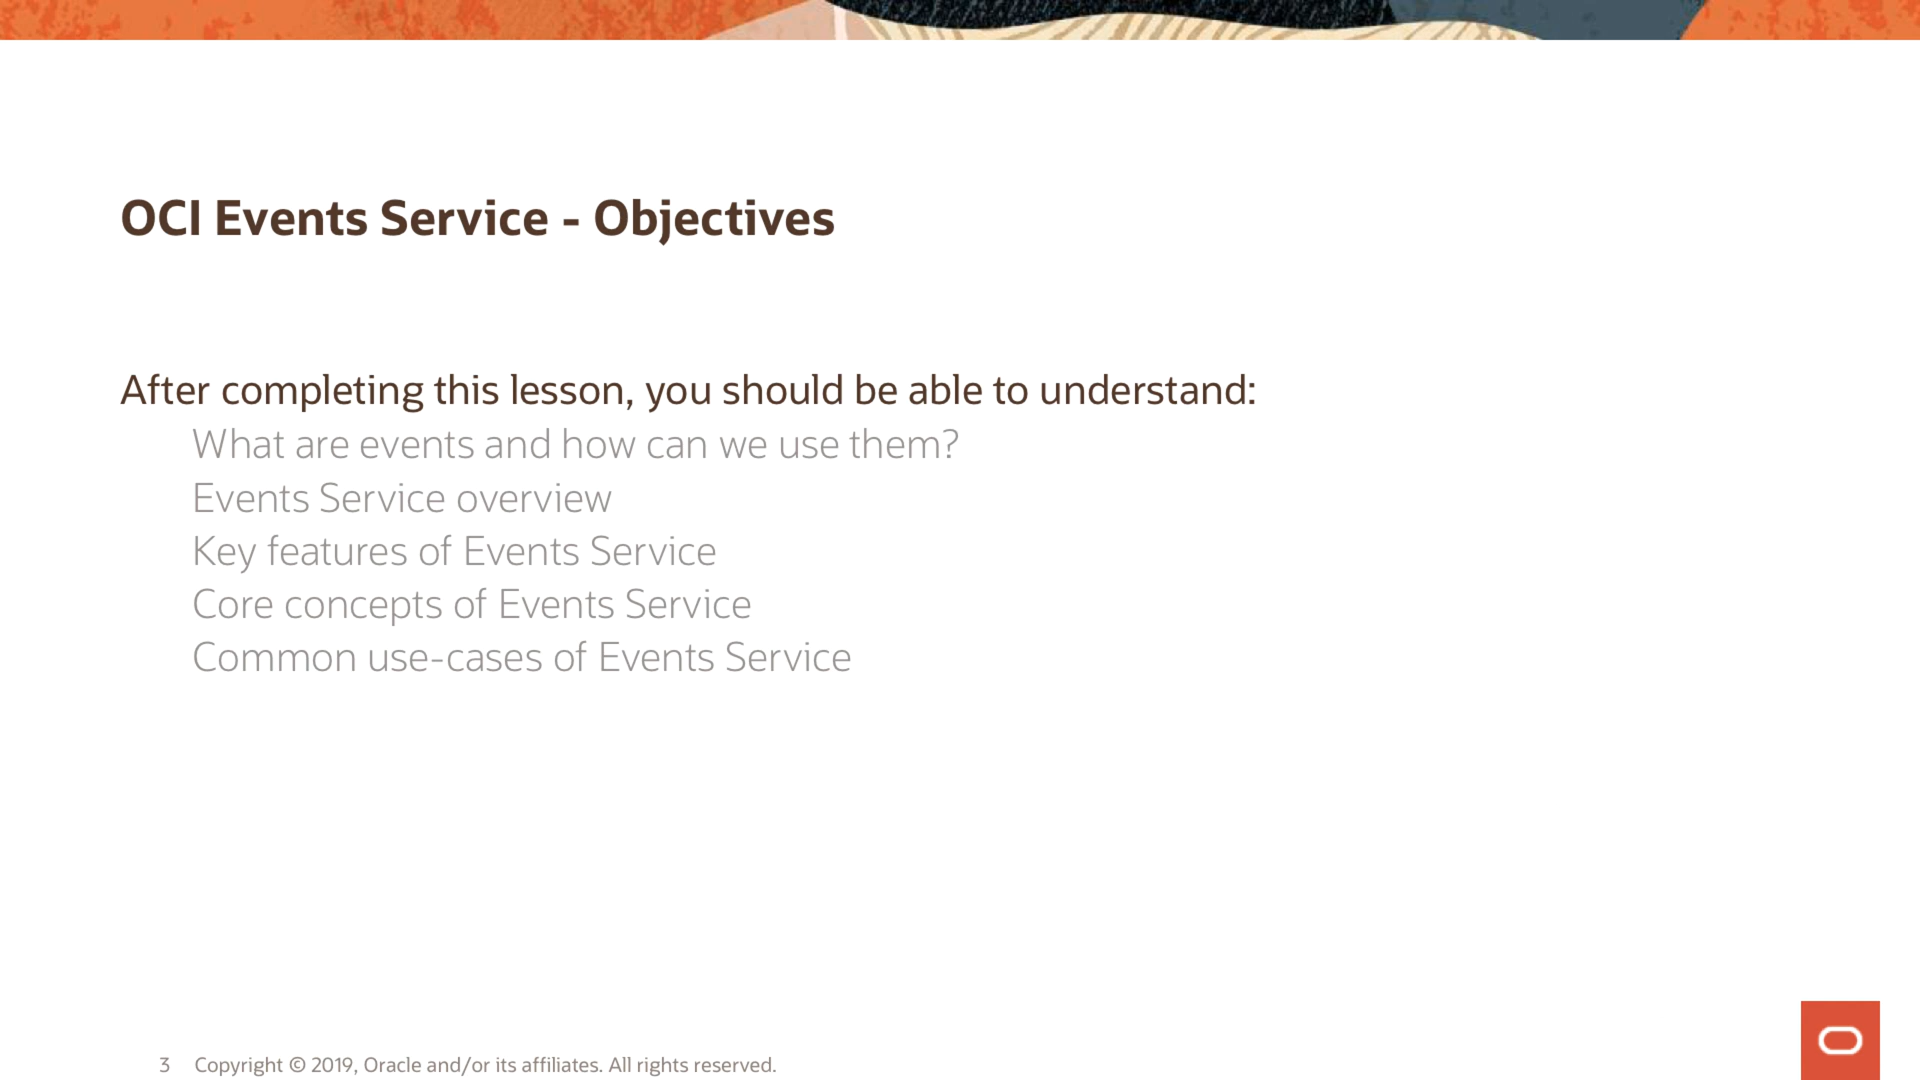 OCI Events Service - Objectives
After completing this lesson, you should be able to understand:
What are events and how can we use them?
Events Service overview
Key features of Events Service
Core concepts of Events Service
Common use-cases of Events Service
3 Copyright © 2019, Oracle and/or its affiliates. All rights reserved.